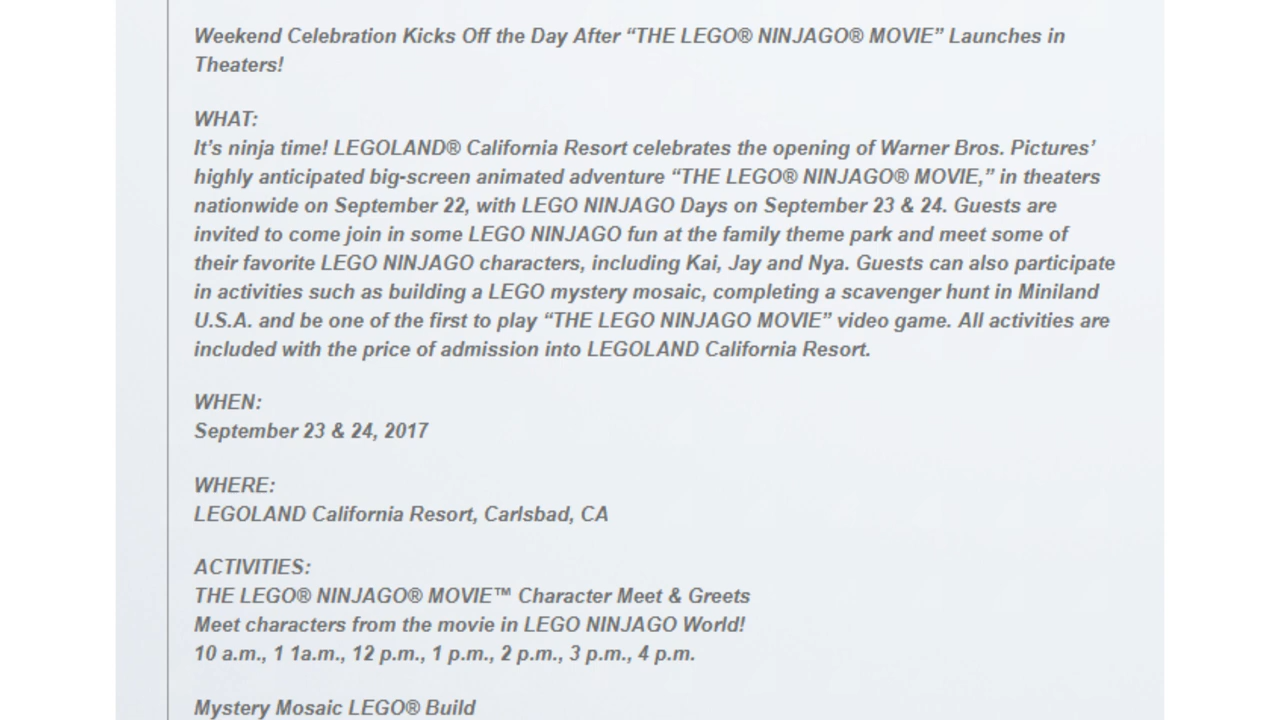 Weekend Celebration Kicks Off the Day After “THE LEGO® NINJAGO® MOVIE” Launches in
Theaters!
WHAT:
It’s ninja time! LEGOLAND® California Resort celebrates the opening of Warner Bros. Pictures’
highly anticipated big-screen animated adventure “THE LEGO® NINJAGO® MOVIE,” in theaters
nationwide on September 22, with LEGO NINJAGO Days on September 23 & 24. Guests are
invited to come join in some LEGO NINJAGO fun at the family theme park and meet some of
their favorite LEGO NINJAGO characters, including Kai, Jay and Nya. Guests can also participate
in activities such as building a LEGO mystery mosaic, completing a scavenger hunt in Miniland
U.S.A. and be one of the first to play “THE LEGO NINJAGO MOVIE” video game. All activities are
included with the price of admission into LEGOLAND California Resort.
WHEN:
September 23 & 24, 2017
WHERE:
LEGOLAND California Resort, Carlsbad, CA
ACTIVITIES:
THE LEGO® NINJAGO® MOVIE™ Character Meet & Greets
Meet characters from the movie in LEGO NINJAGO World!
10 a.m., 1 1a.m., 12 p.m., 1 p.m., 2 p.m., 3 p.m., 4 p.m.
Mystery Mosaic LEGO® Build